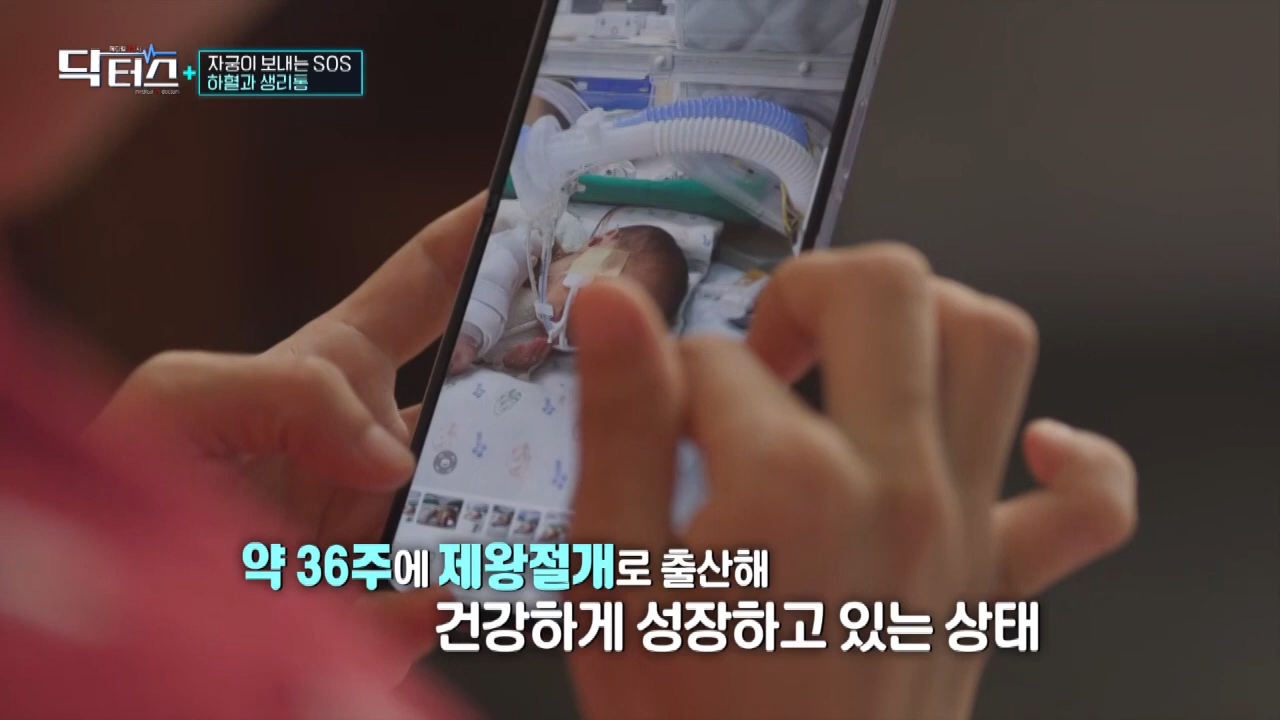 닥터스
자궁이 보내는 SOS
하혈과 생리통
약 36주에 제왕절개로 출산해
건강하게 성장하고 있는 상태